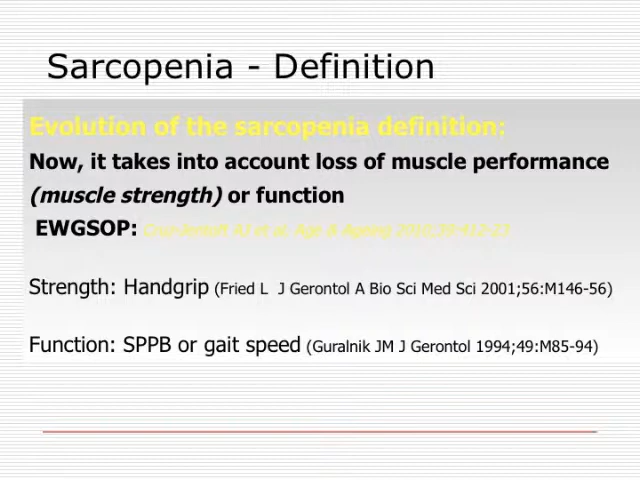 Sarcopenia - Definition
Evolution of the sarcopenia definition:
Now, it takes into account loss of muscle performance
(muscle strength) or function
EWGSOP: Cruz-Jentoft AJ et al. Age & Ageing 2010;39:412-23
Strength: Handgrip (Fried L J Gerontol A Bio Sci Med Sci 2001;56:M146-56)
Function: SPPB or gait speed (Guralnik JM J Gerontol 1994;49:M85-94)